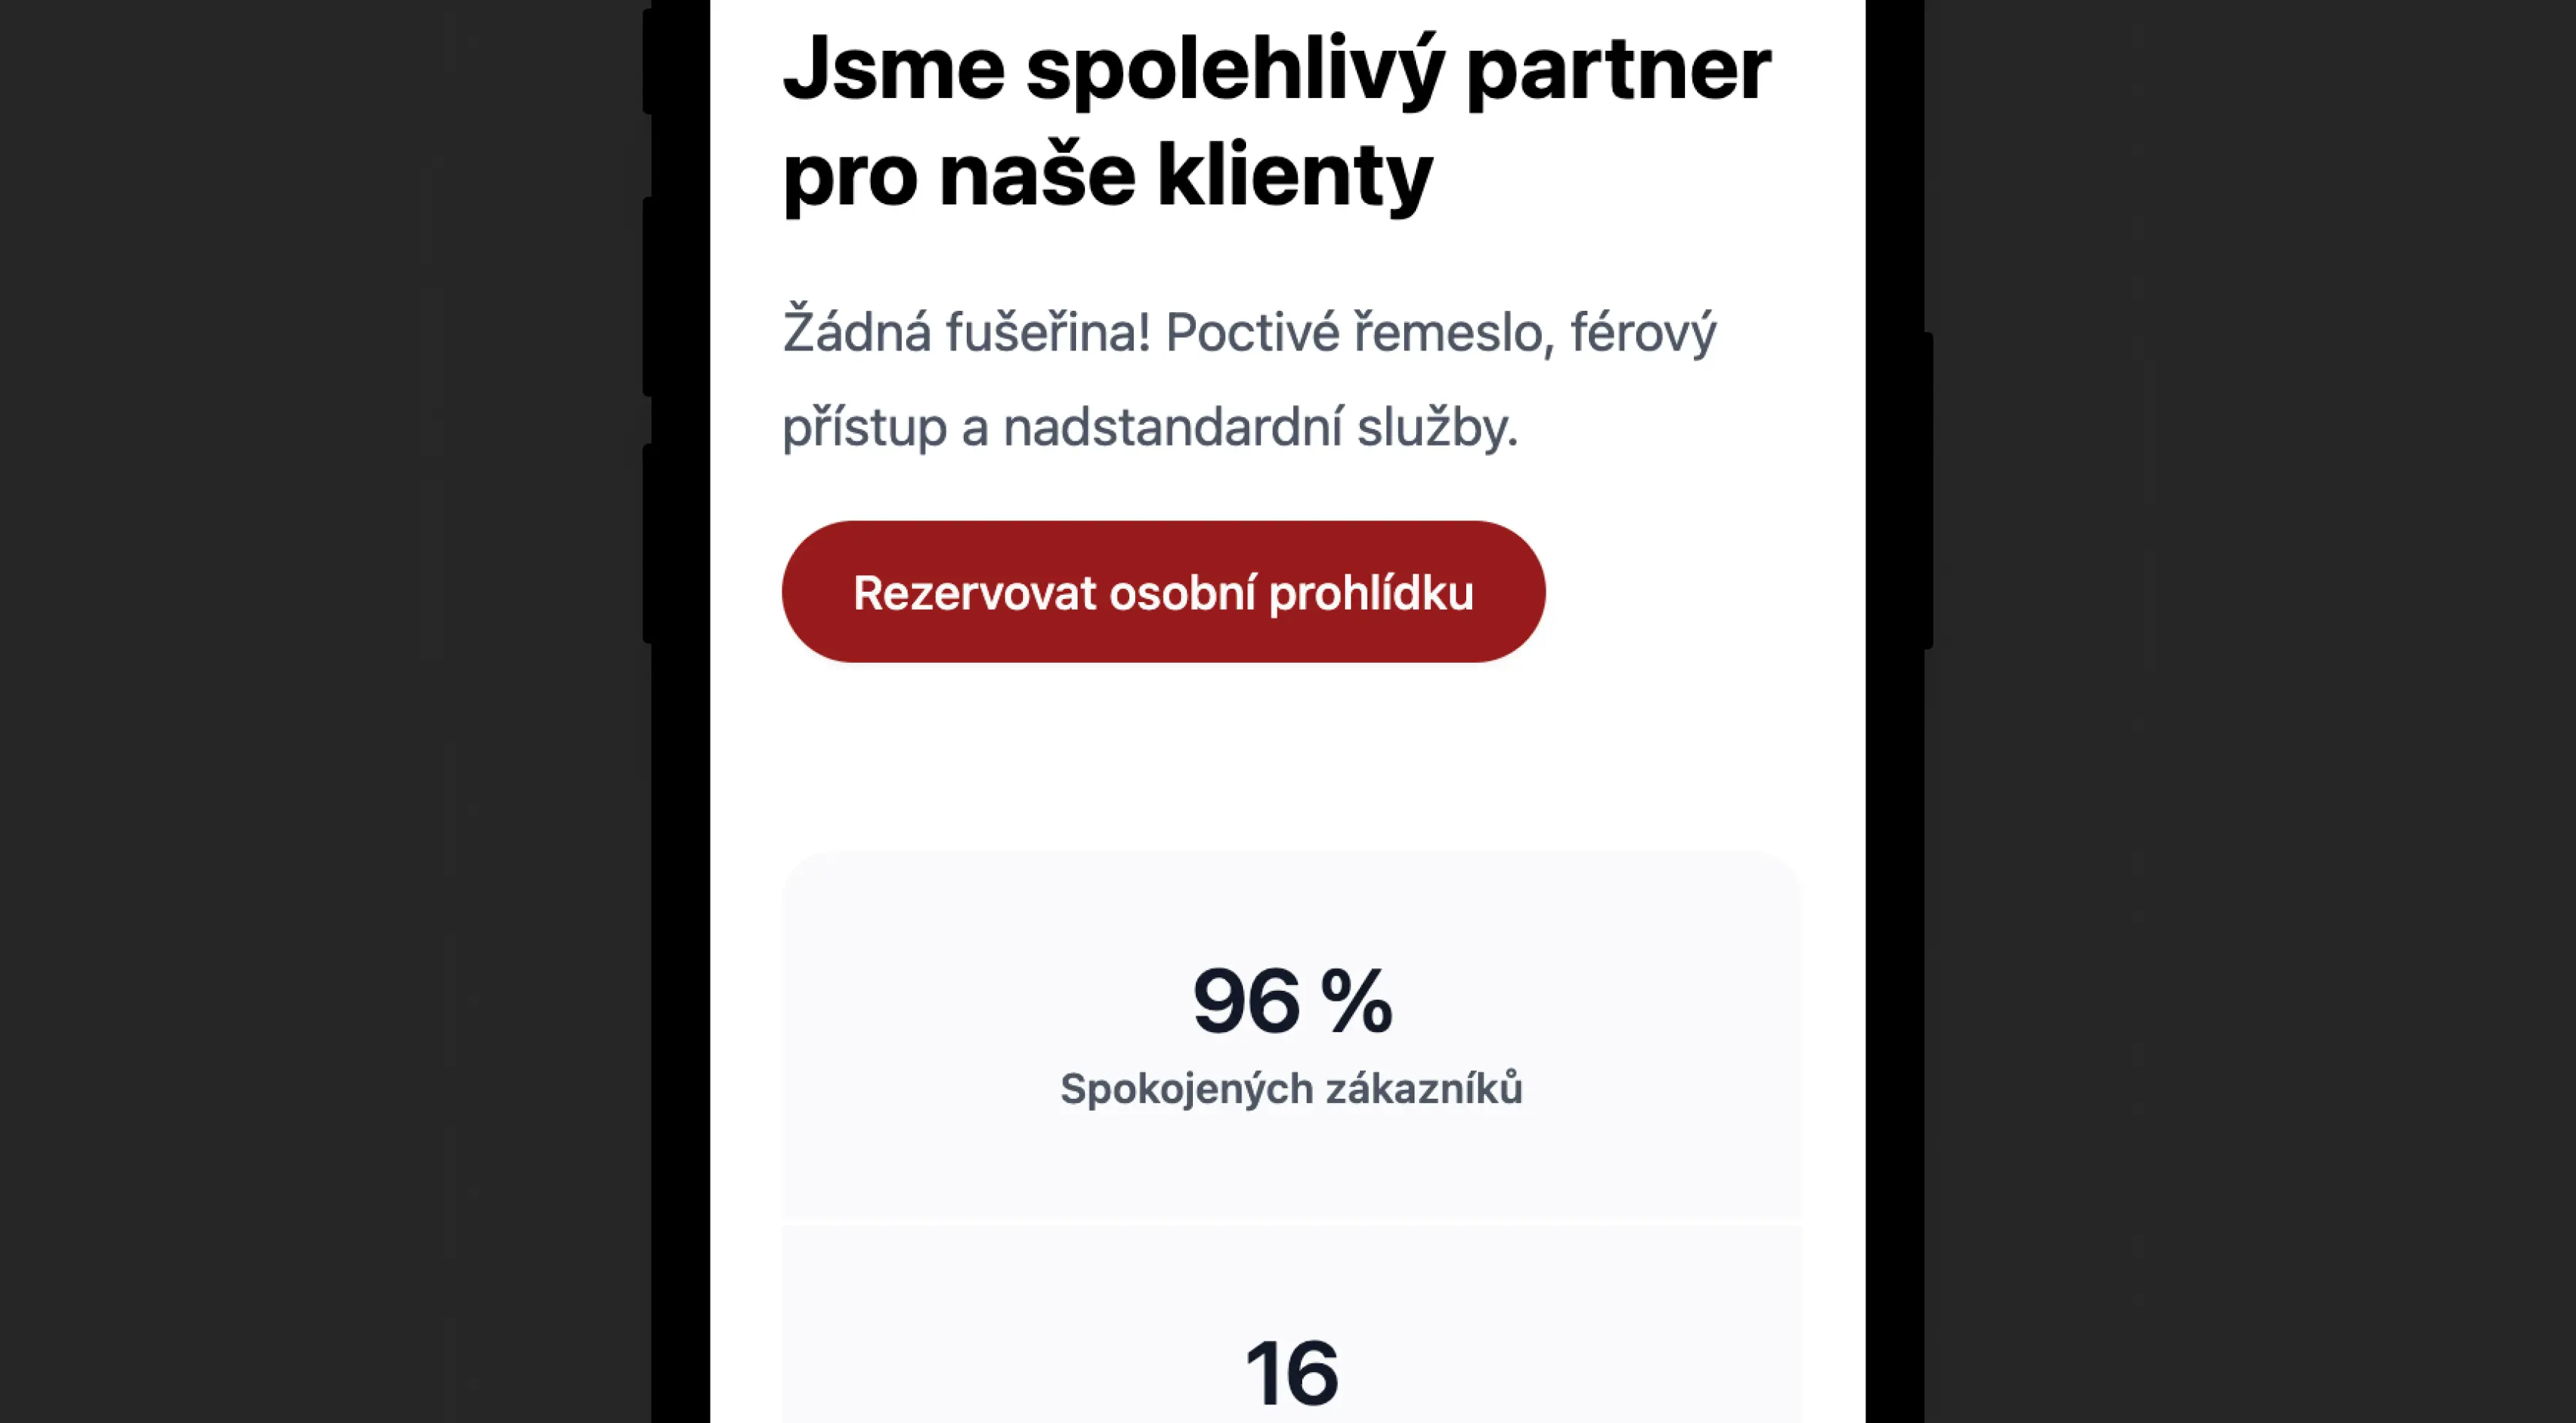 Jsme spolehlivý partner
pro naše klienty
Žádná fušeřina! Poctivé řemeslo, férový
přístup a nadstandardní služby.
Rezervovat osobní prohlídku
96 %
Spokojených zákazníků
16